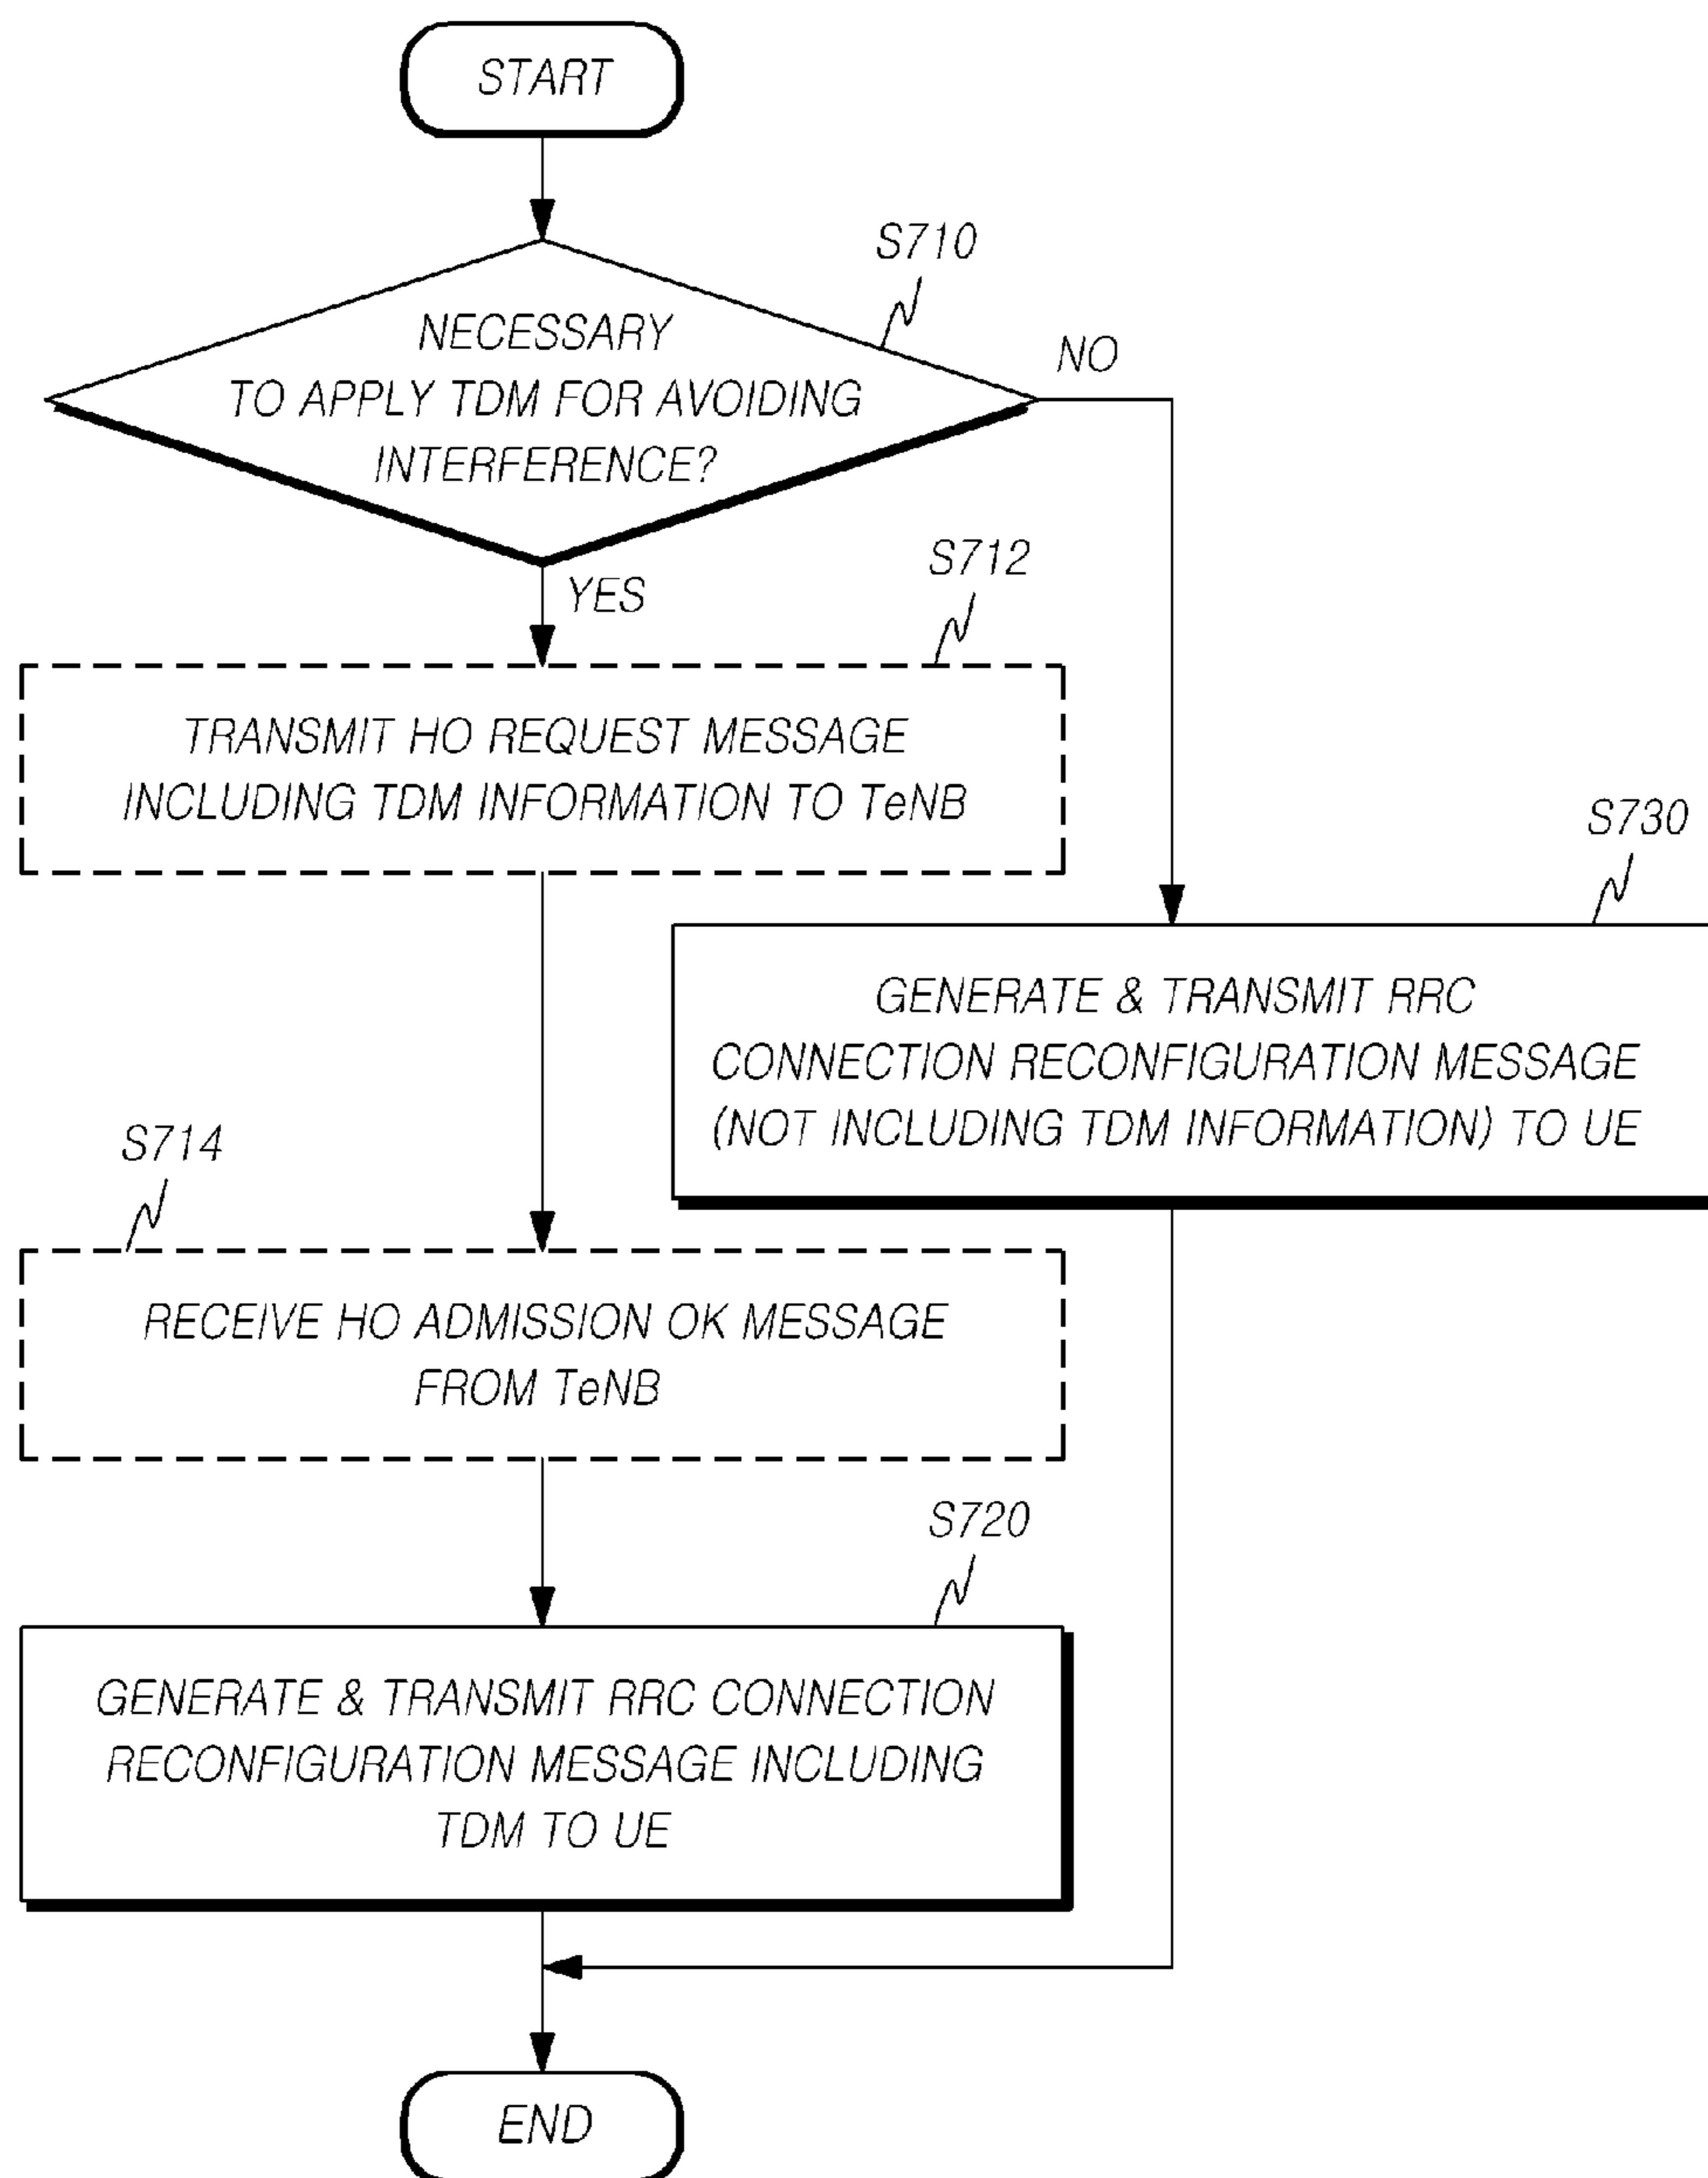 START
S710
NECESSARY
TO APPLY TDM FOR AVOIDING
INTERFERENCE?
NO
YES
S712
TRANSMIT HO REQUEST MESSAGE
INCLUDING TDM INFORMATION TO TeNB
S730
GENERATE & TRANSMIT RRC
CONNECTION RECONFIGURATION MESSAGE
(NOT INCLUDING TDM INFORMATION) TO UE
S714
RECEIVE HO ADMISSION OK MESSAGE
FROM TeNB
S720
GENERATE & TRANSMIT RRC CONNECTION
RECONFIGURATION MESSAGE INCLUDING
TDM TO UE
END